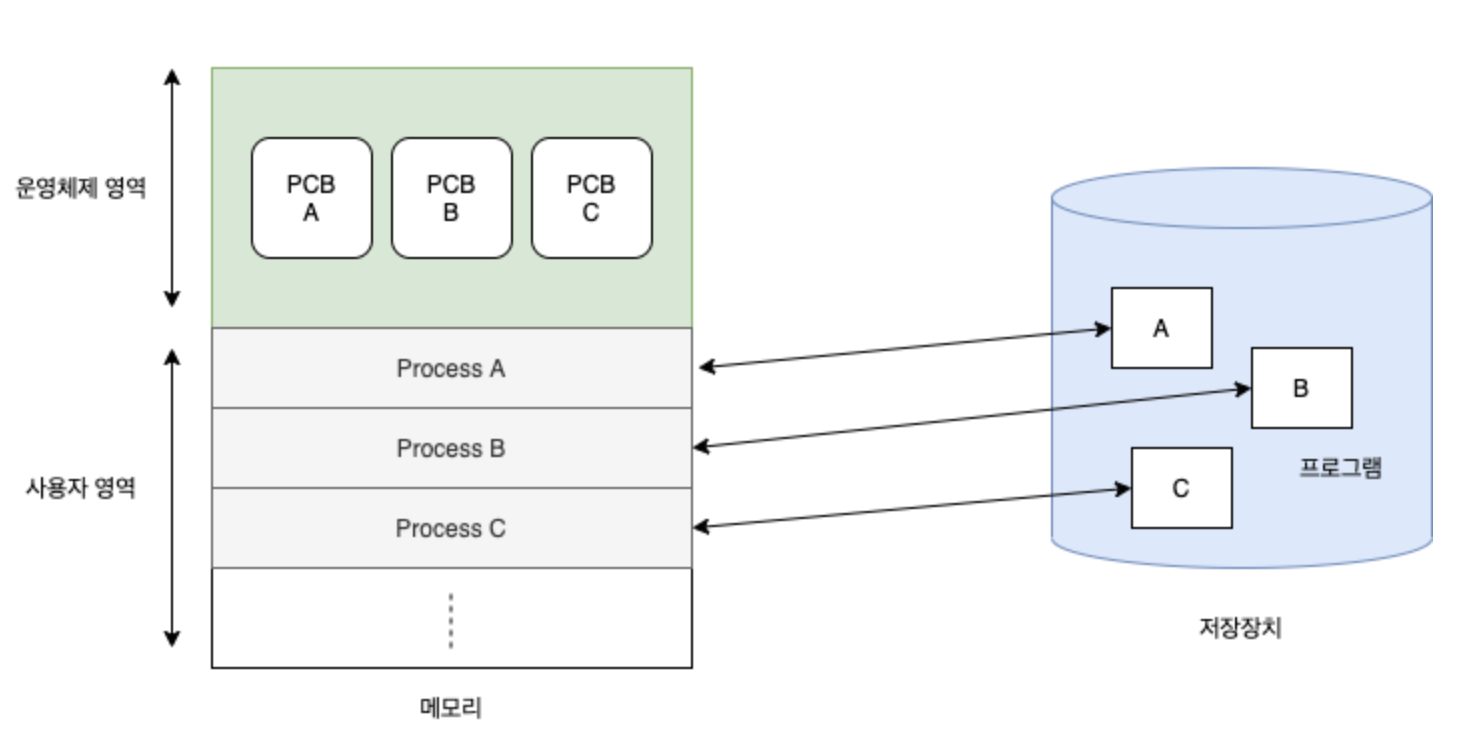 운영체제 영역
PCB
A
PCB
B
PCB
C
Process A
Process B
Process C
사용자 영역
메모리
A
B
C
프로그램
저장장치